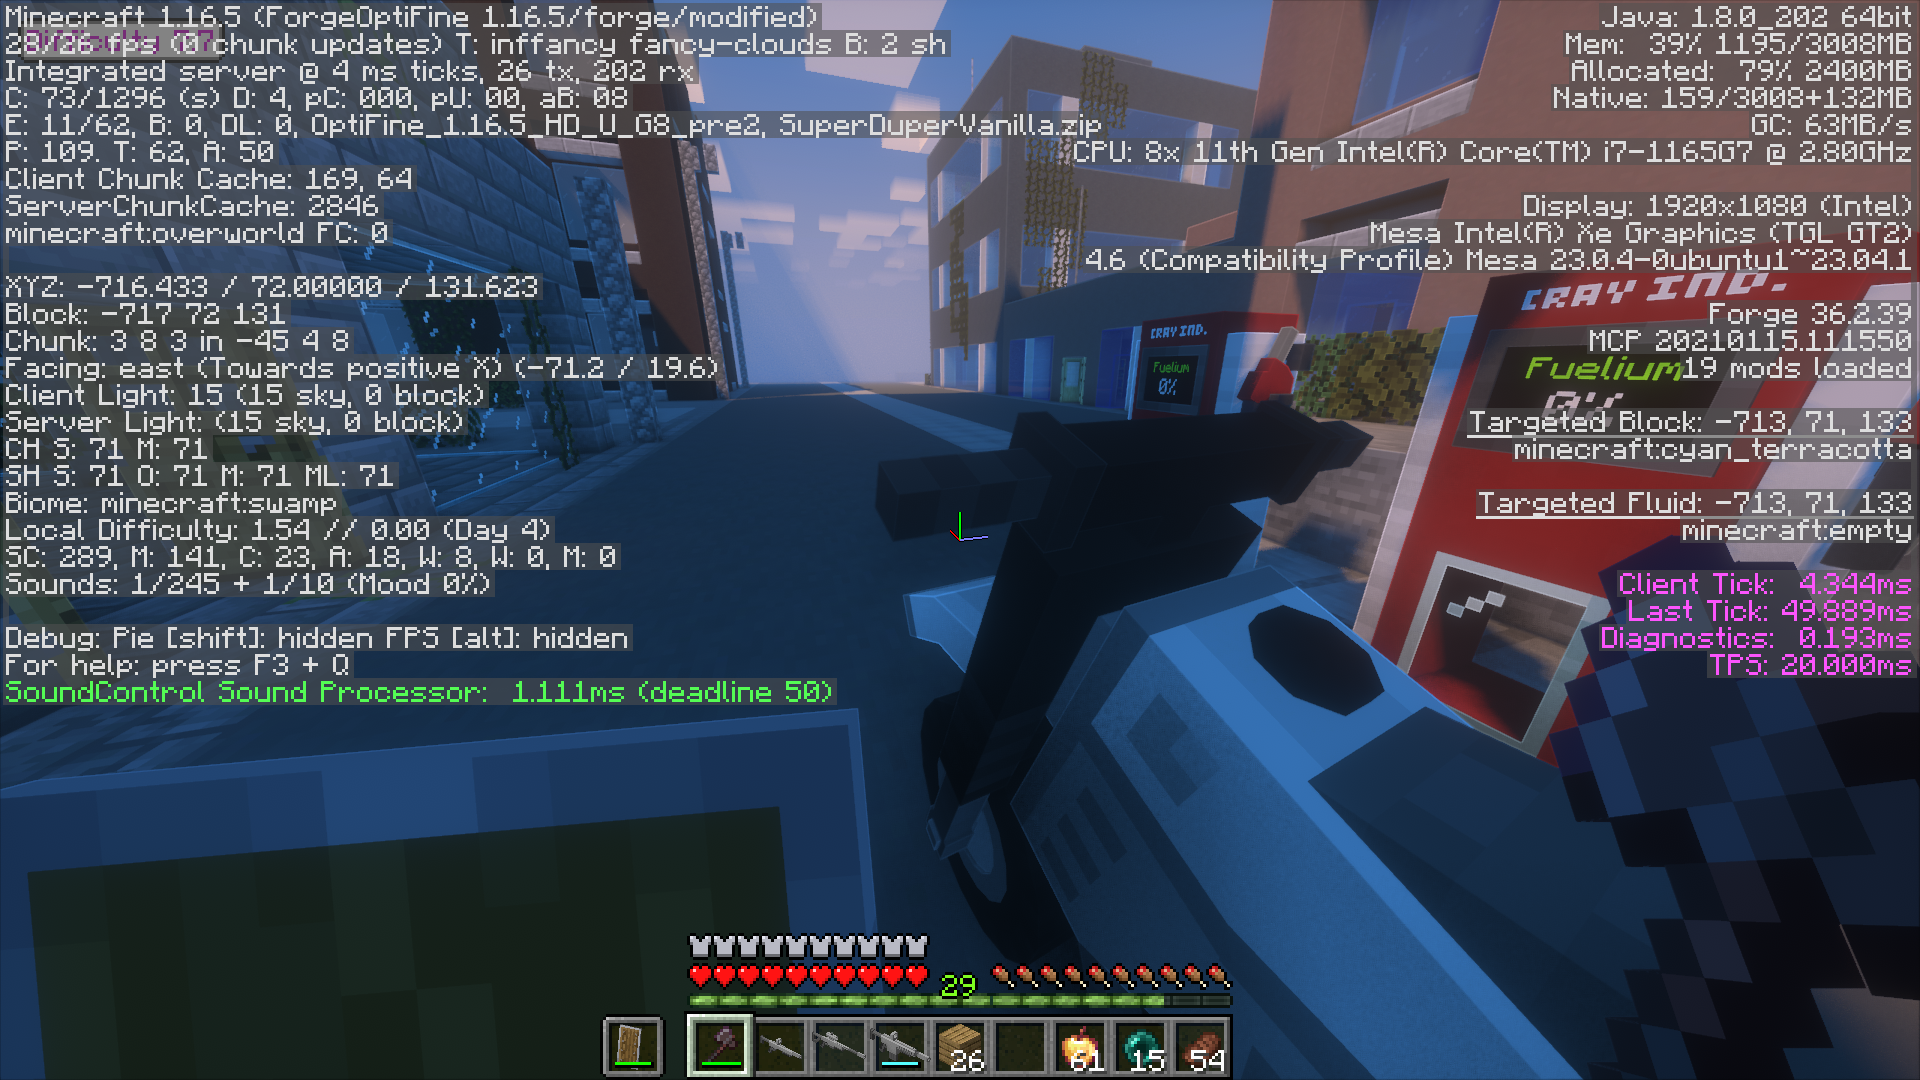 Minecraft 1.16.5 (ForgeOptiFine 1.16.5/forge/modified)
fps (0 chunk updates) T: inffancy fancy-clouds B: 2 sh
Integrated server @ 4 ms ticks, 26 tx, 202 rx
C: 73/1296 (s) D: 4, pC: 000, pU: 00, aB: 08
E: 11/62, B: 0, DL: 0, OptiFine_1.16.5_HD_U_G8_pre2, SuperDuperVanilla.zip
P: 109. T: 62, A: 50
Client Chunk Cache: 169, 64
ServerChunkCache: 2846
minecraft:overworld FC: 0
XYZ: -716.433 / 72.00000 / 131.623
Block: -717 72 131
Chunk: 3 8 3 in -45 4 8
Facing: east (Towards positive X) (-71.2 / 19.6)
Client Light: 15 (15 sky, 0 block)
Server Light: (15 sky, 0 block)
CH S: 71 M: 71
SH S: 71 O: 71 M: 71 ML: 71
Biome: minecraft:swamp
Local Difficulty: 1.54 // 0.00 (Day 4)
SC: 289, M: 141, C: 23, A: 18, W: 8, W: 0, M: 0
Sounds: 1/245 + 1/10 (Mood 0%)
Debug: Pie [shift]: hidden FPS [alt]: hidden
For help: press F3 + Q
SoundControl Sound Processor: 1.111ms (deadline 50)
Java: 1.8.0_202 64bit
Mem: 39% 1195/3008MB
Allocated: 79% 2400MB
Native: 159/3008+132MB
GC: 63MB/s
CPU: 8x 11th Gen Intel(R) Core(TM) i7-1165G7 @ 2.80GHz
Display: 1920x1080 (Intel)
Mesa Intel(R) Xe Graphics (TGL GT2)
4.6 (Compatibility Profile) Mesa 23.0.4-0ubuntu1~23.04.1
Forge 36.2.39
MCP 20210115.111550
19 mods loaded
Targeted Block: -713, 71, 133
minecraft:cyan_terracotta
Targeted Fluid: -713, 71, 133
minecraft:empty
Client Tick: 4.344ms
Last Tick: 49.889ms
Diagnostics: 0.193ms
TPS: 20.000ms
CRAY IND.
Fuelium
0%
CRAY IND.
Fuelium
0%
29
26
61
15
54